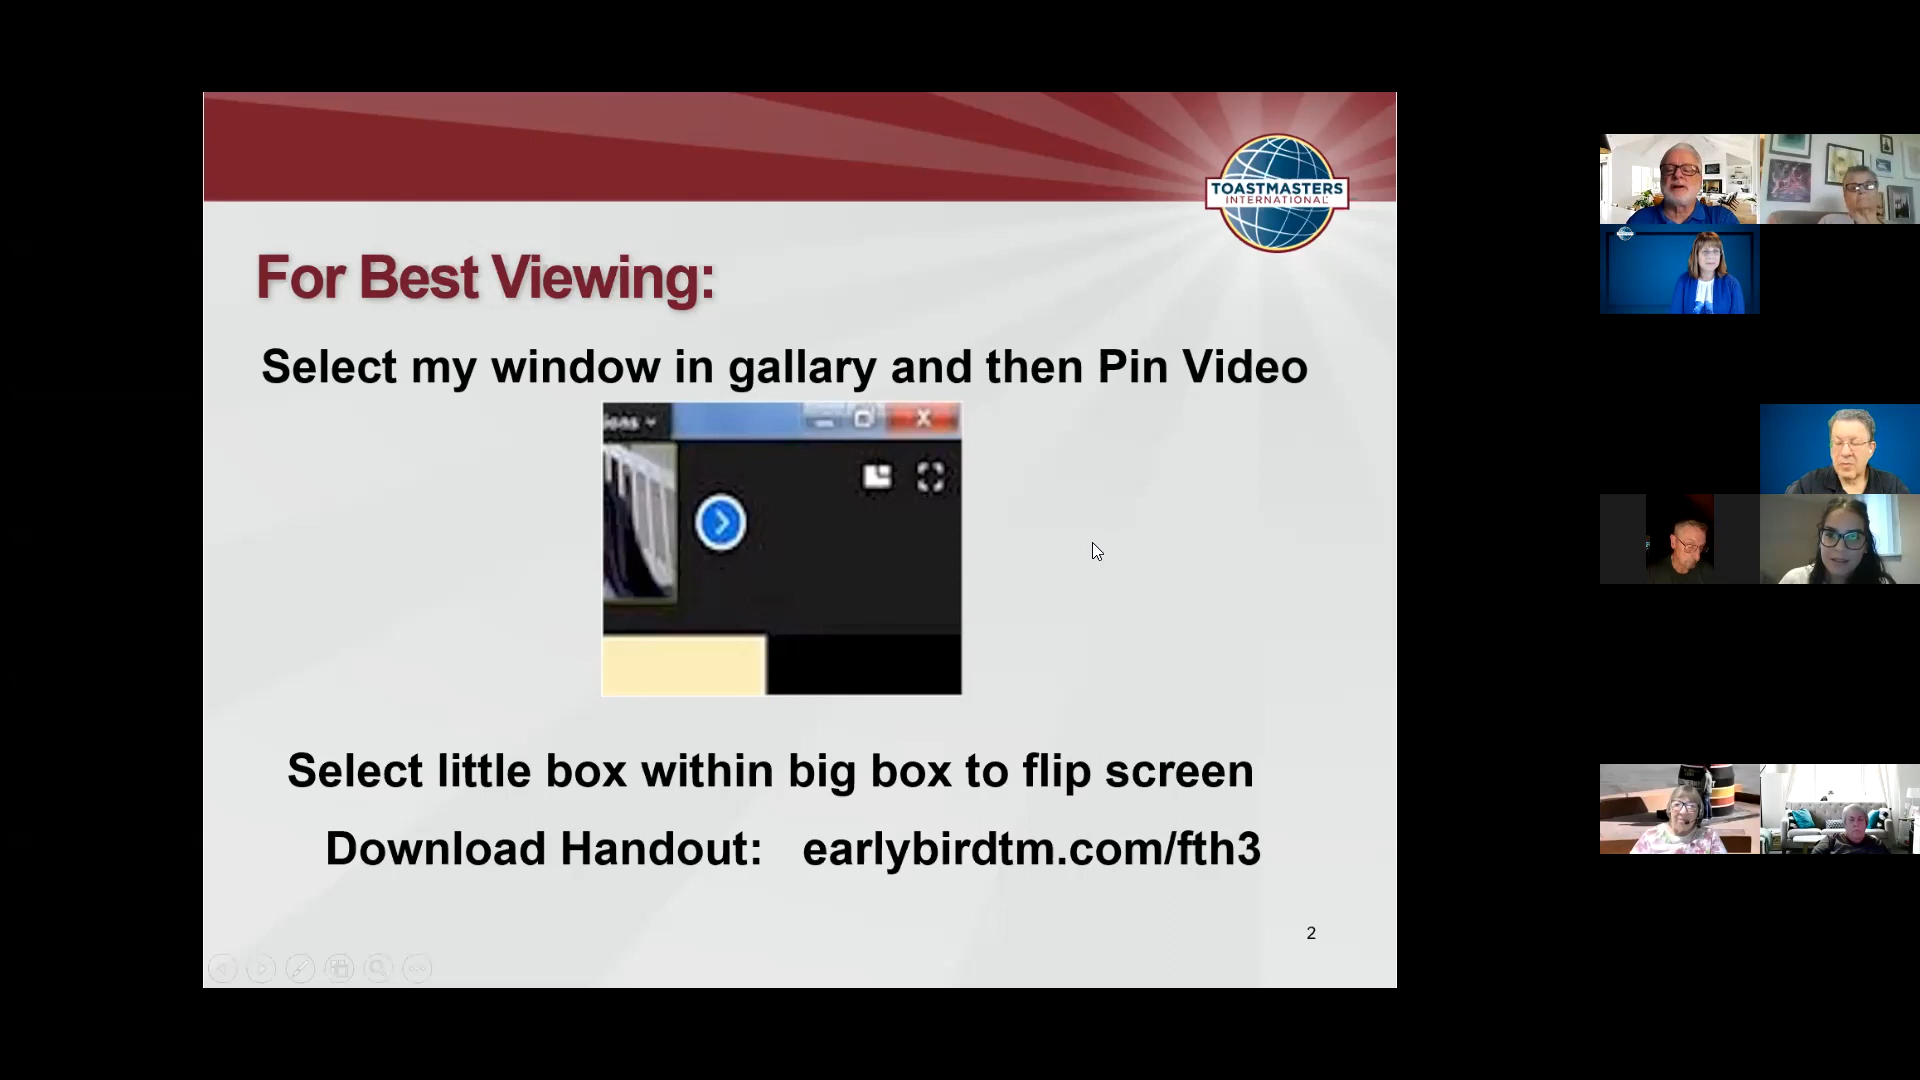 TOASTMASTERS
INTERNATIONAL
For Best Viewing:
Select my window in gallary and then Pin Video
Select little box within big box to flip screen
Download Handout: earlybirdtm.com/fth3
2